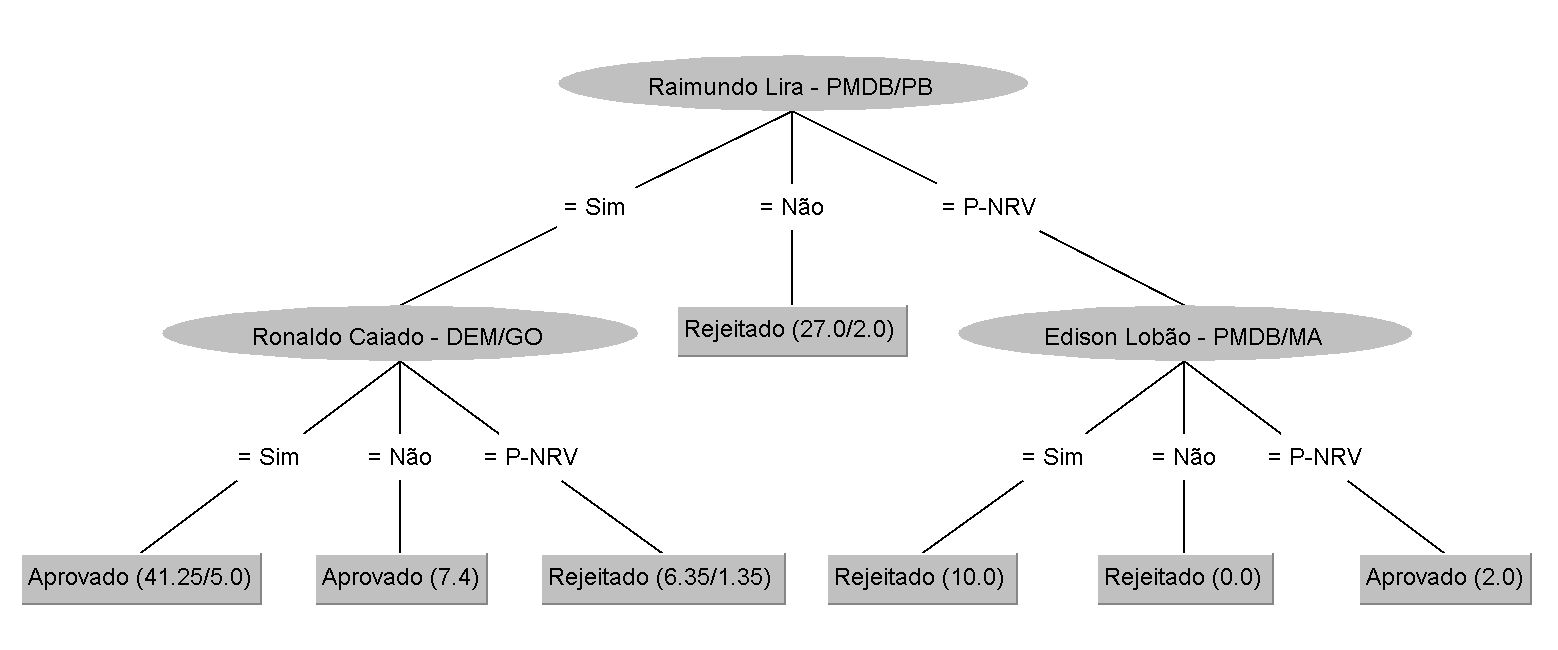 Raimundo Lira - PMDB/PB
= Sim
= Não
= P-NRV
Ronaldo Caiado - DEM/GO
Rejeitado (27.0/2.0)
Edison Lobão - PMDB/MA
= Sim
= Não
= P-NRV
= Sim
= Não
= P-NRV
Aprovado (41.25/5.0)
Aprovado (7.4)
Rejeitado (6.35/1.35)
Rejeitado (10.0)
Rejeitado (0.0)
Aprovado (2.0)